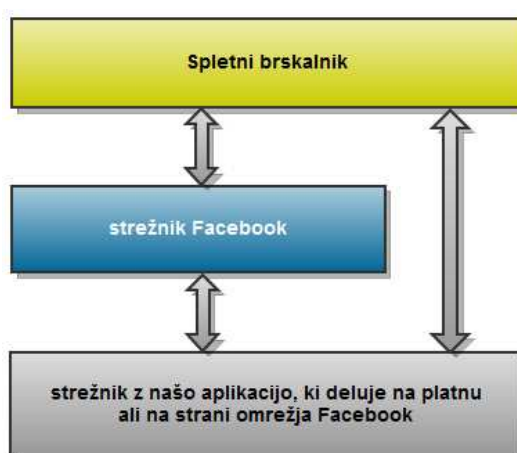 Spletni brskalnik
strežnik Facebook
strežnik z našo aplikacijo, ki deluje na platnu
ali na strani omrežja Facebook